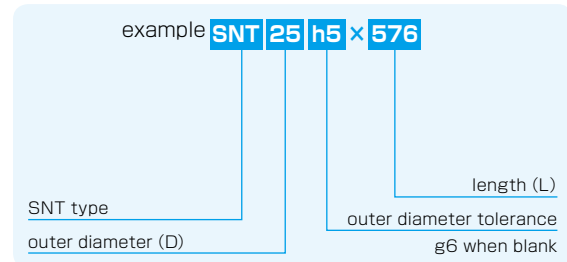 example SNT 25 h5 × 576
length (L)
SNT type
outer diameter tolerance
outer diameter (D)
g6 when blank